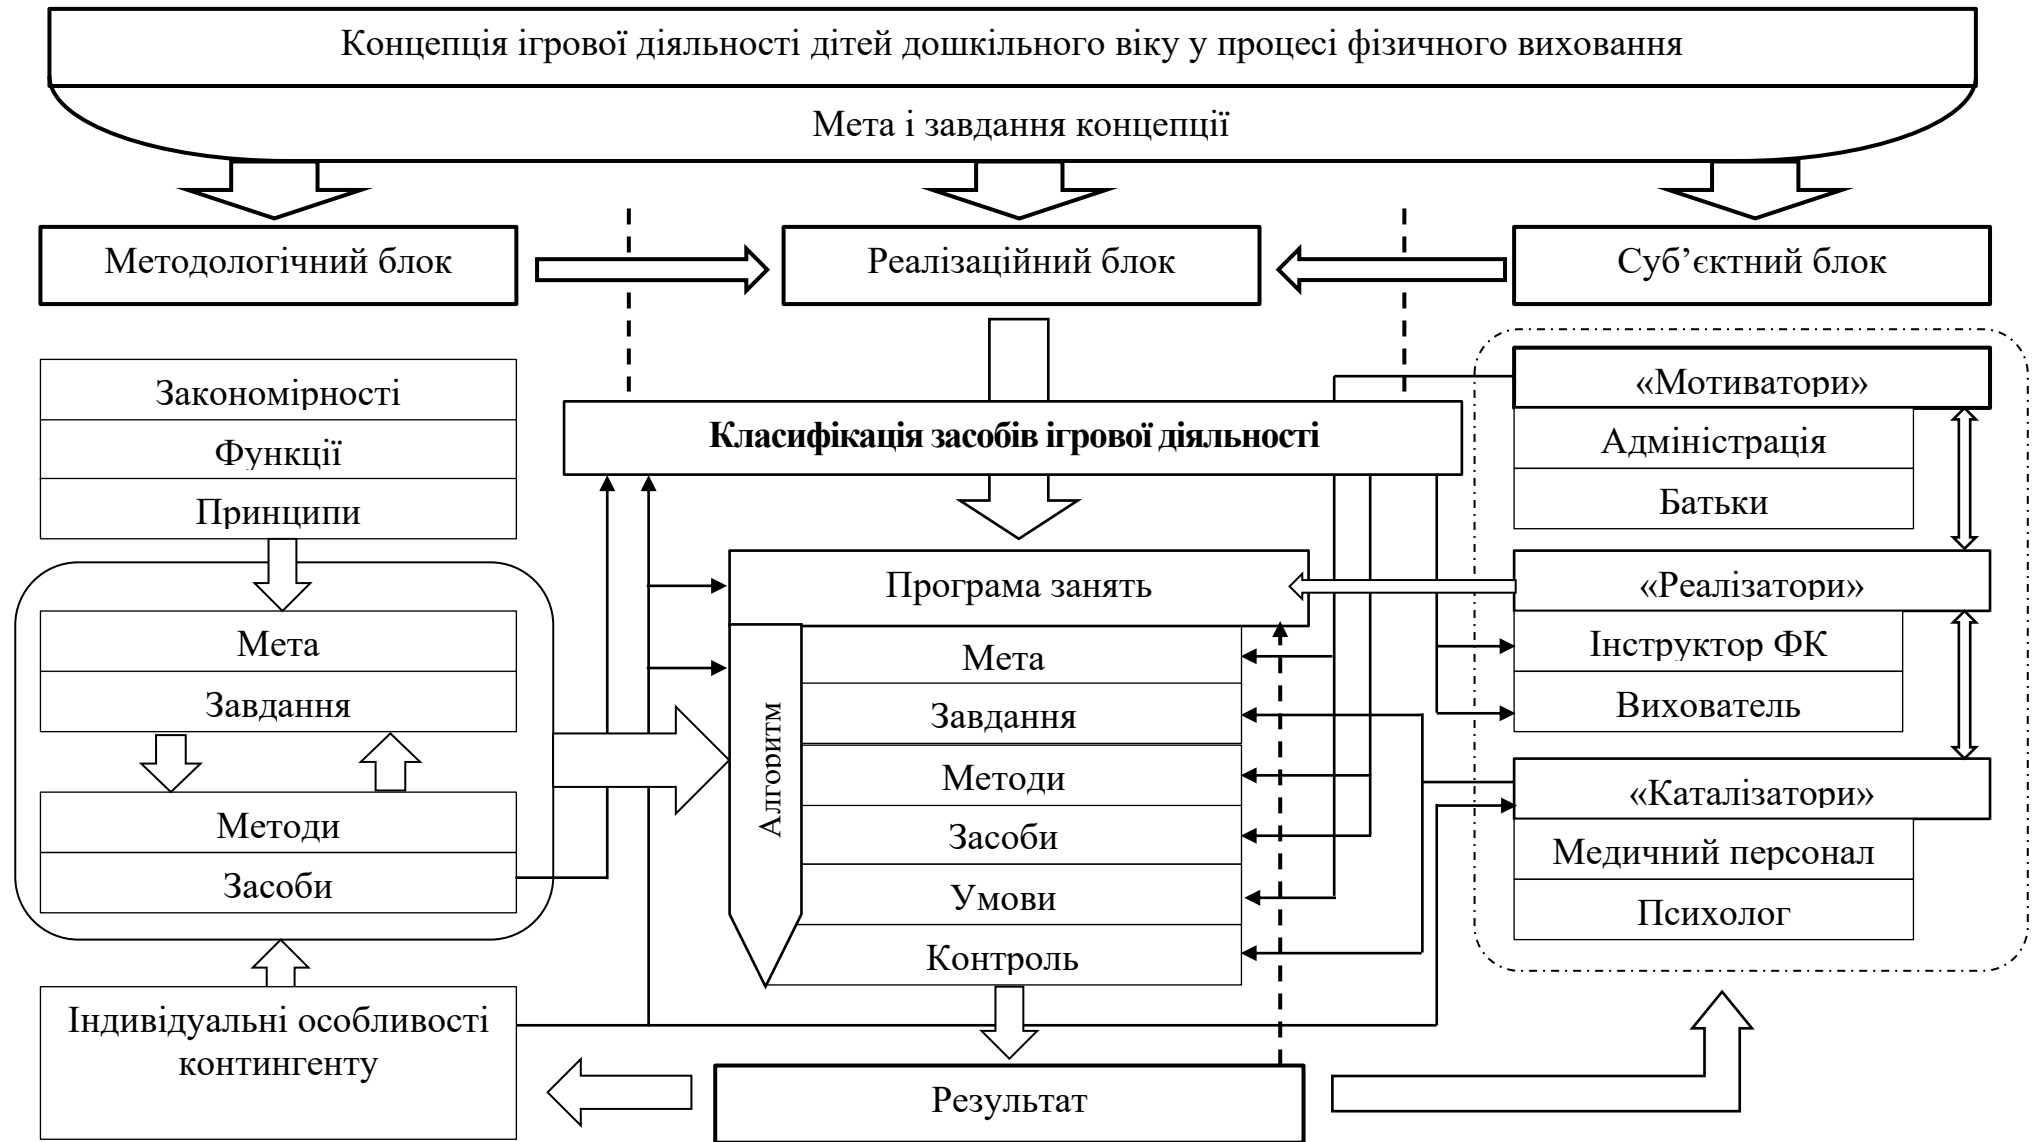 Концепція ігрової діяльності дітей дошкільного віку у процесі фізичного виховання
Мета і завдання концепції
Методологічний блок
Реалізаційний блок
Суб’єктний блок
Закономірності
Функції
Принципи
Мета
Завдання
Методи
Засоби
Індивідуальні особливості
контингенту
Класифікація засобів ігрової діяльності
Програма занять
Алгоритм
Мета
Завдання
Методи
Засоби
Умови
Контроль
Результат
«Мотиватори»
Адміністрація
Батьки
«Реалізатори»
Інструктор ФК
Вихователь
«Каталізатори»
Медичний персонал
Психолог